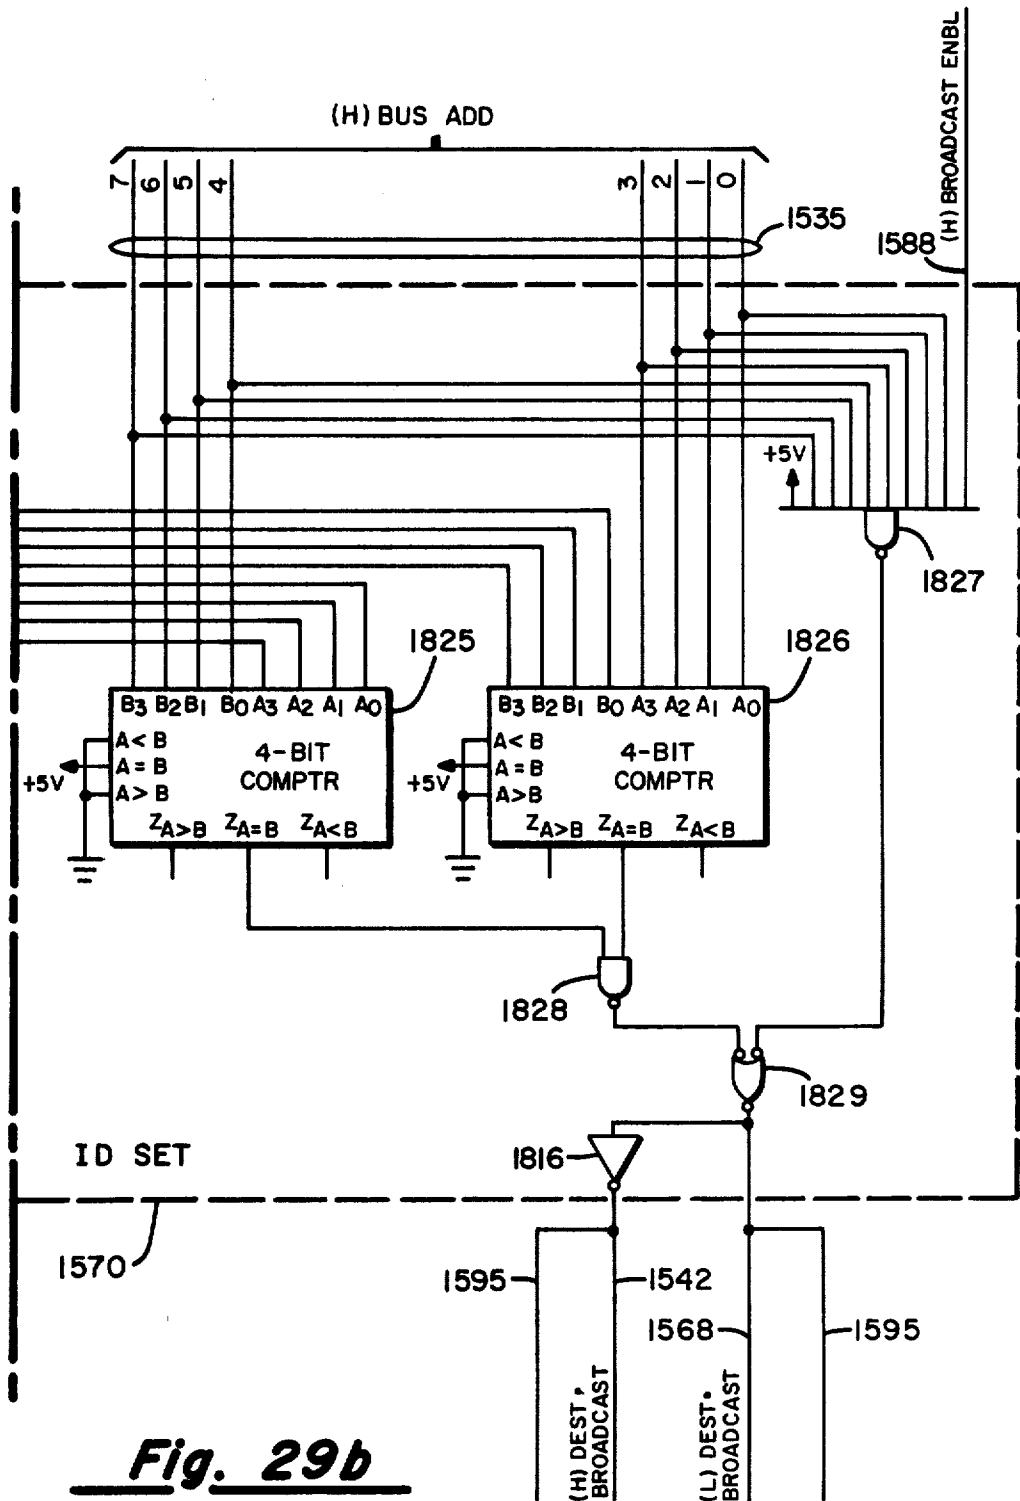 (H) BUS ADD
(H) BROADCAST ENBL
7 6 5 4 3 2 1 0
1535
1588
+5V
1827
1825
1826
B3 B2 B1 B0 A3 A2 A1 A0
A<B
A=B
A>B
4-BIT
COMPTR
+5V
ZA>B ZA=B ZA<B
B3 B2 B1 B0 A3 A2 A1 A0
A<B
A=B
A>B
4-BIT
COMPTR
+5V
ZA>B ZA=B ZA<B
1828
1829
1816
ID SET
1570
1595
1542
1568
1595
(H) DEST,
BROADCAST
(L) DEST.
BROADCAST
Fig. 29b